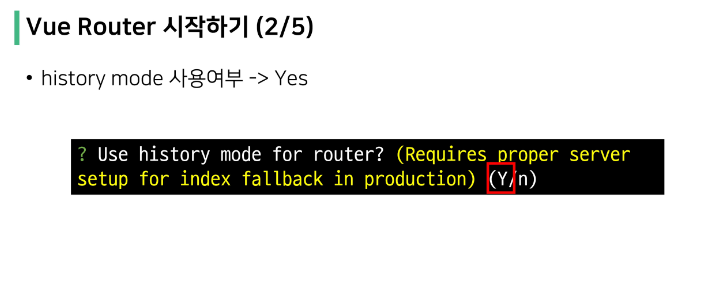 Vue Router 시작하기 (2/5)
• history mode 사용여부 -> Yes
? Use history mode for router? (Requires proper server
setup for index fallback in production) (Y/n)